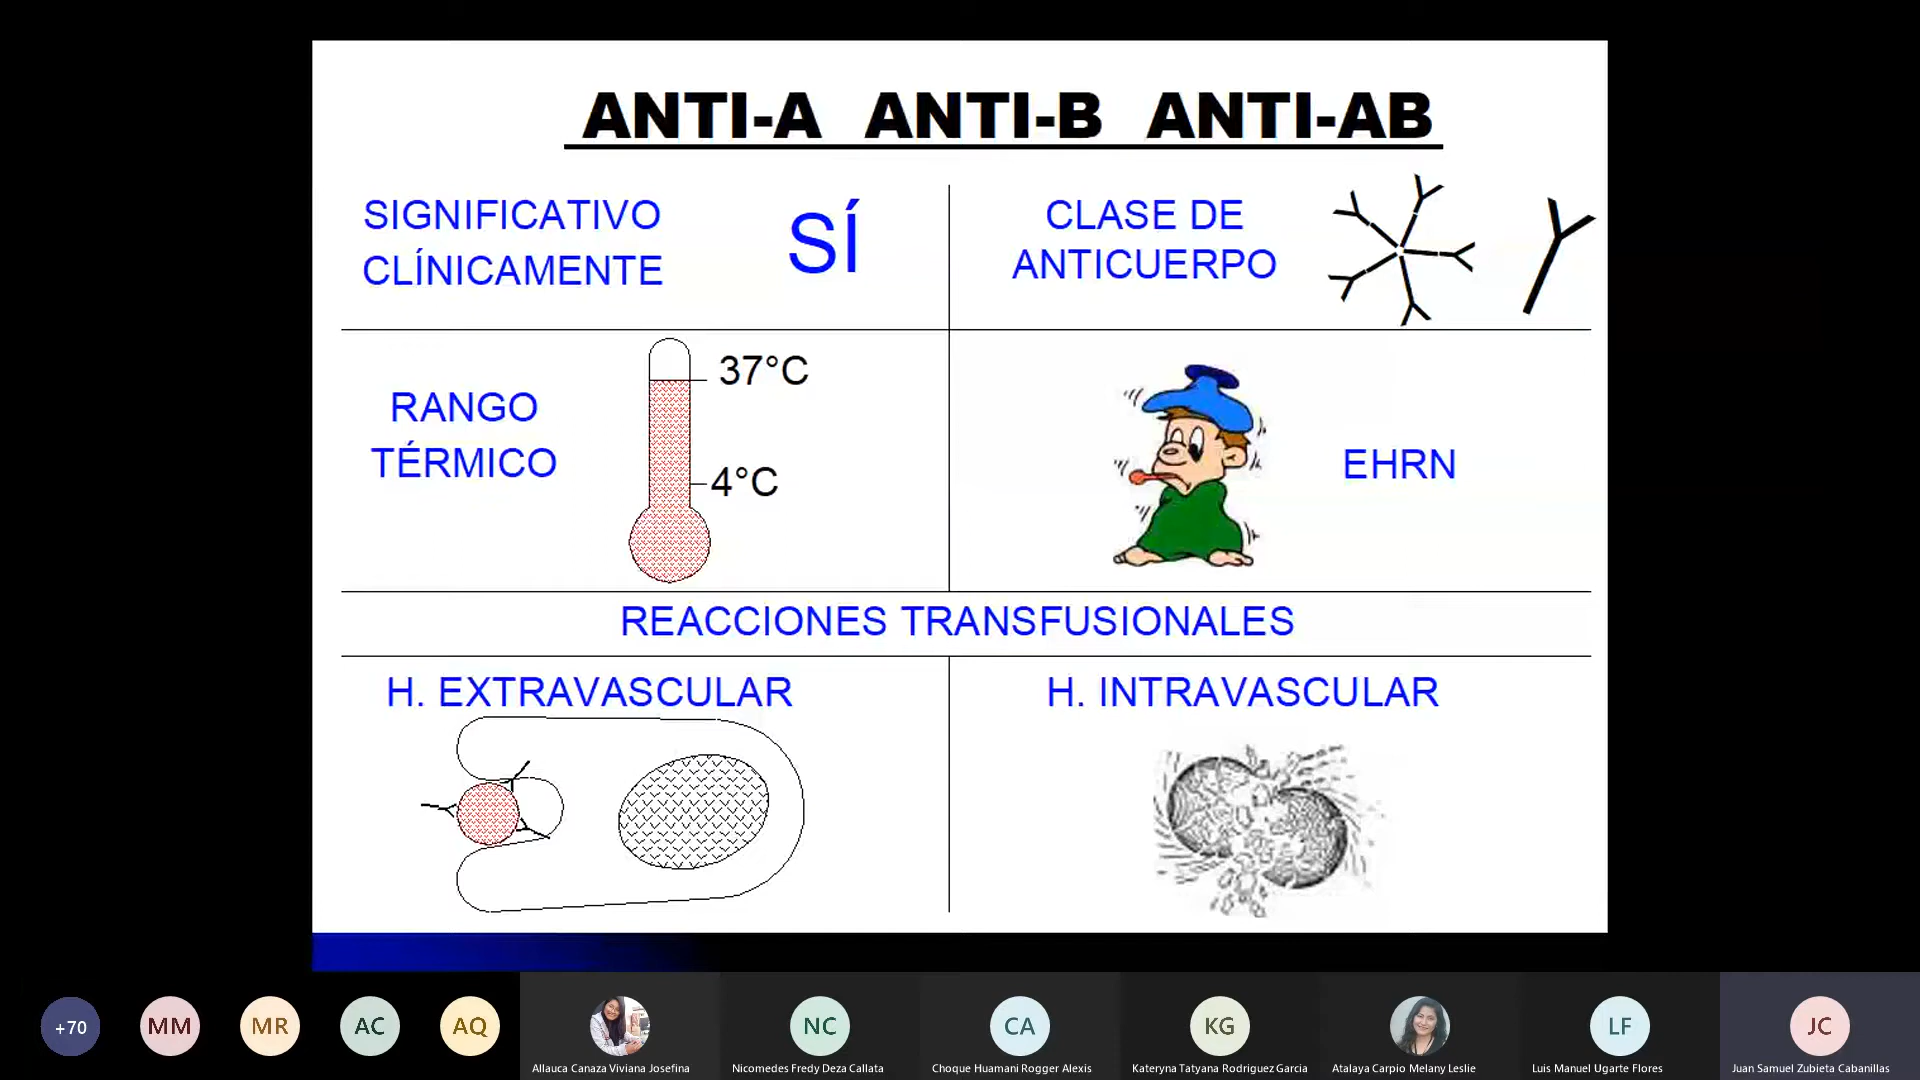 ANTI-A ANTI-B ANTI-AB
SIGNIFICATIVO
CLÍNICAMENTE
SÍ
CLASE DE
ANTICUERPO
RANGO
TÉRMICO
37°C
4°C
EHRN
REACCIONES TRANSFUSIONALES
H. EXTRAVASCULAR
H. INTRAVASCULAR
+70
MM
MR
AC
AQ
Allauca Canaza Viviana Josefina
NC
Nicomedes Fredy Deza Callata
CA
Choque Huamani Rogger Alexis
KG
Kateryna Tatyana Rodriguez Garcia
Atalaya Carpio Melany Leslie
LF
Luis Manuel Ugarte Flores
JC
Juan Samuel Zubieta Cabanillas